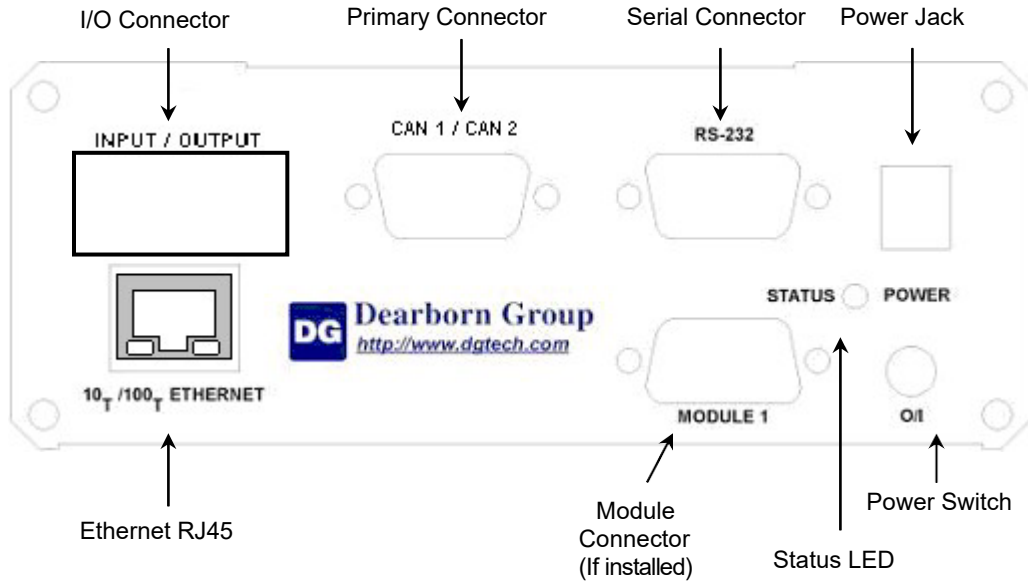 I/O Connector
Primary Connector
Serial Connector
Power Jack
INPUT / OUTPUT
CAN 1 / CAN 2
RS-232
STATUS
POWER
DG
Dearborn Group
http://www.dgtech.com
10T /100T ETHERNET
MODULE 1
O/I
Ethernet RJ45
Module
Connector
(If installed)
Status LED
Power Switch